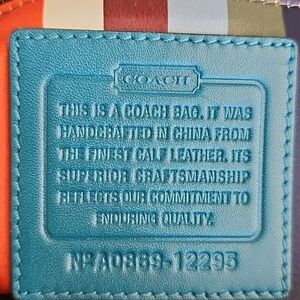 COACH
THIS IS A COACH BAG. IT WAS
HANDCRAFTED IN CHINA FROM
THE FINEST CALF LEATHER. ITS
SUPERIOR CRAFTSMANSHIP
REFLECTS OUR COMMITMENT TO
ENDURING QUALITY.
Nº A0869-12295